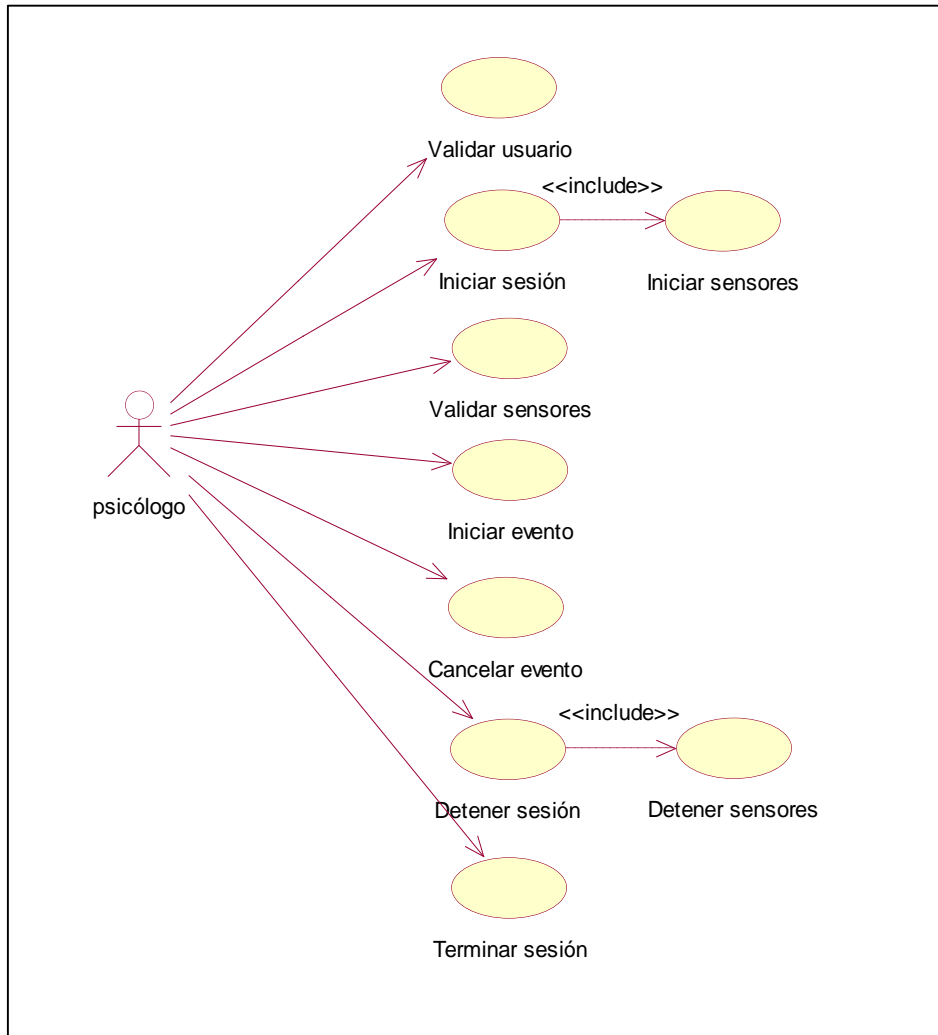 Validar usuario
<<include>>
Iniciar sesión
Iniciar sensores
Validar sensores
psicólogo
Iniciar evento
Cancelar evento
<<include>>
Detener sesión
Detener sensores
Terminar sesión